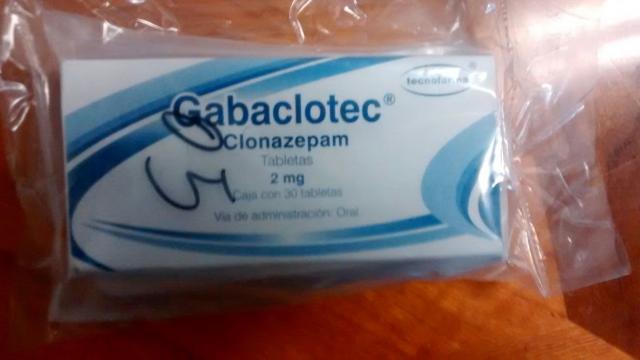 tecnofarma®
Gabaclotec®
Clonazepam
Tabletas
2 mg
Caja con 30 tabletas
Vía de administración: Oral